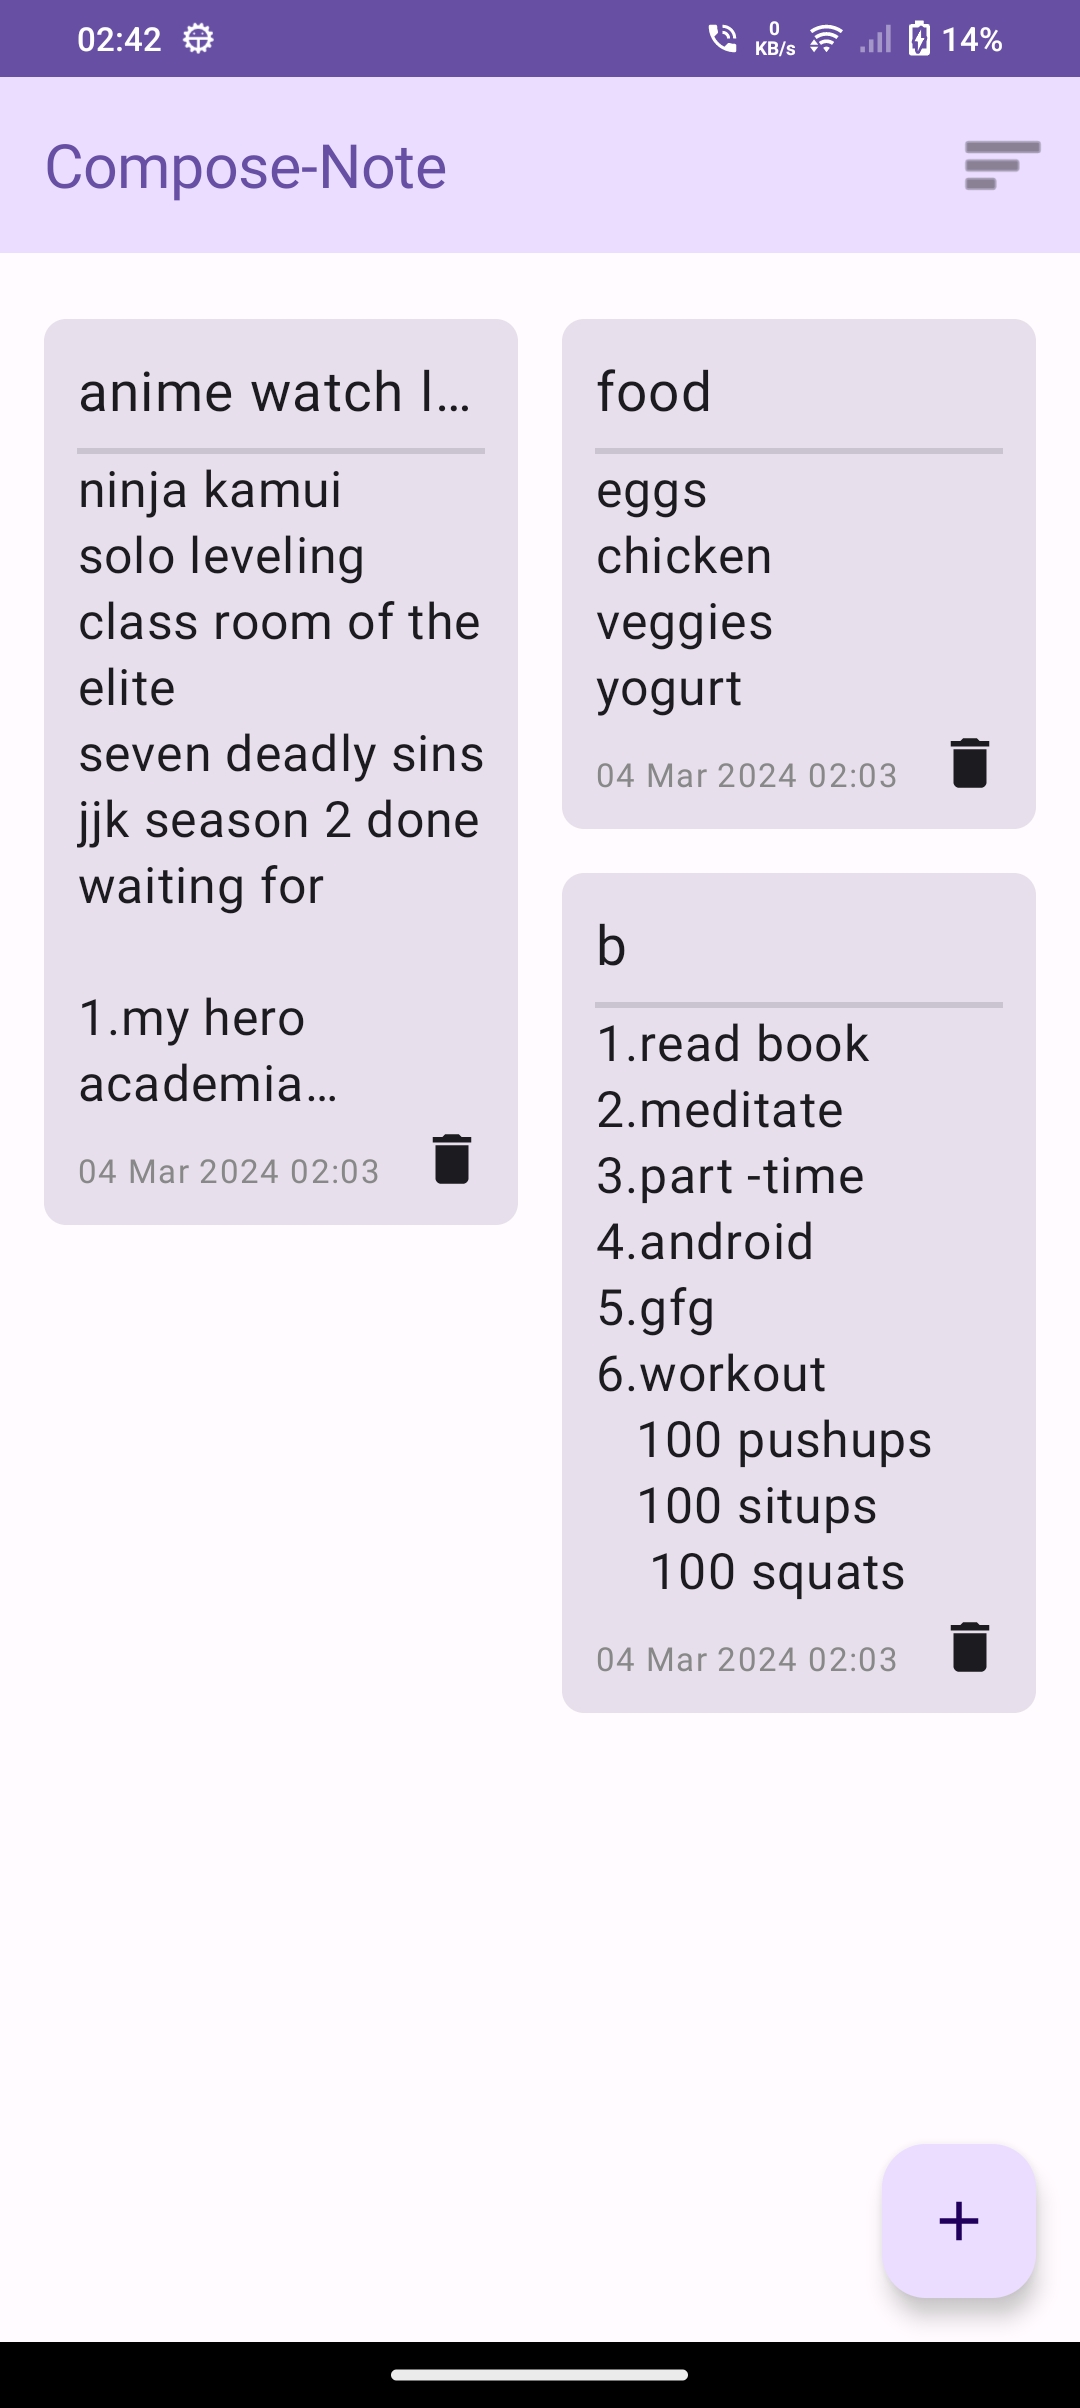 02:42
0
KB/s
14%
Compose-Note
anime watch l...
ninja kamui
solo leveling
class room of the
elite
seven deadly sins
jjk season 2 done
waiting for
1.my hero
academia...
04 Mar 2024 02:03
food
eggs
chicken
veggies
yogurt
04 Mar 2024 02:03
b
1.read book
2.meditate
3.part -time
4.android
5.gfg
6.workout
100 pushups
100 situps
100 squats
04 Mar 2024 02:03